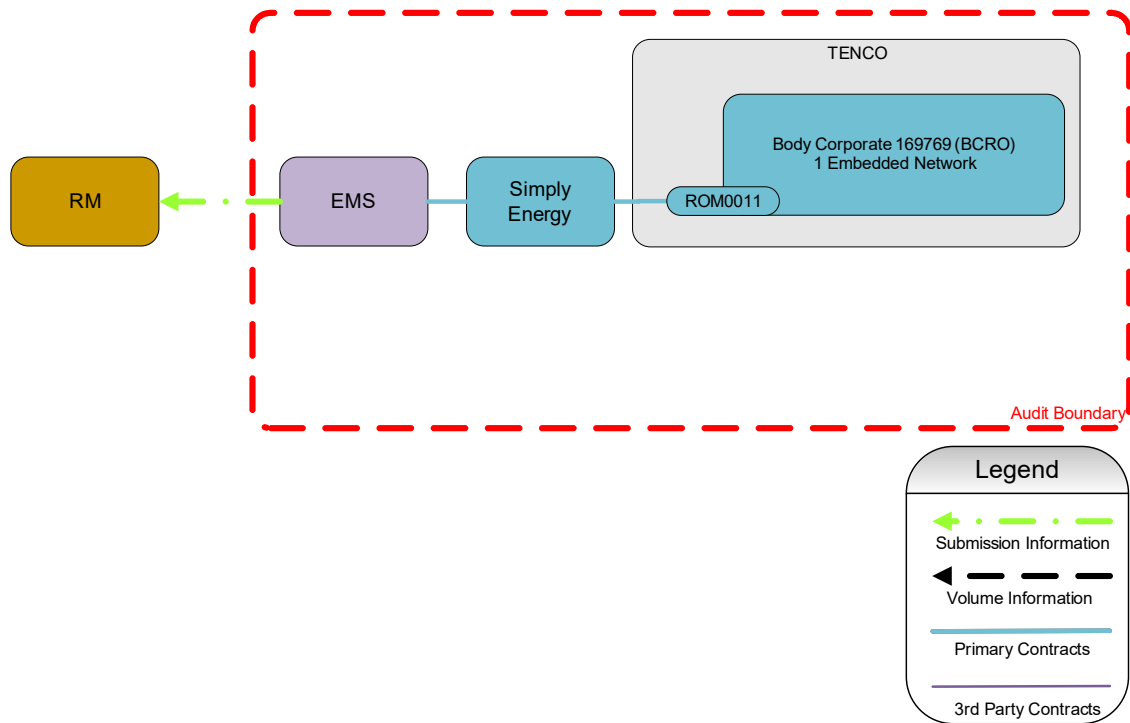 TENCO
Body Corporate 169769 (BCRO)
1 Embedded Network
RM
EMS
Simply
Energy
ROM0011
Audit Boundary
Legend
Submission Information
Volume Information
Primary Contracts
3rd Party Contracts